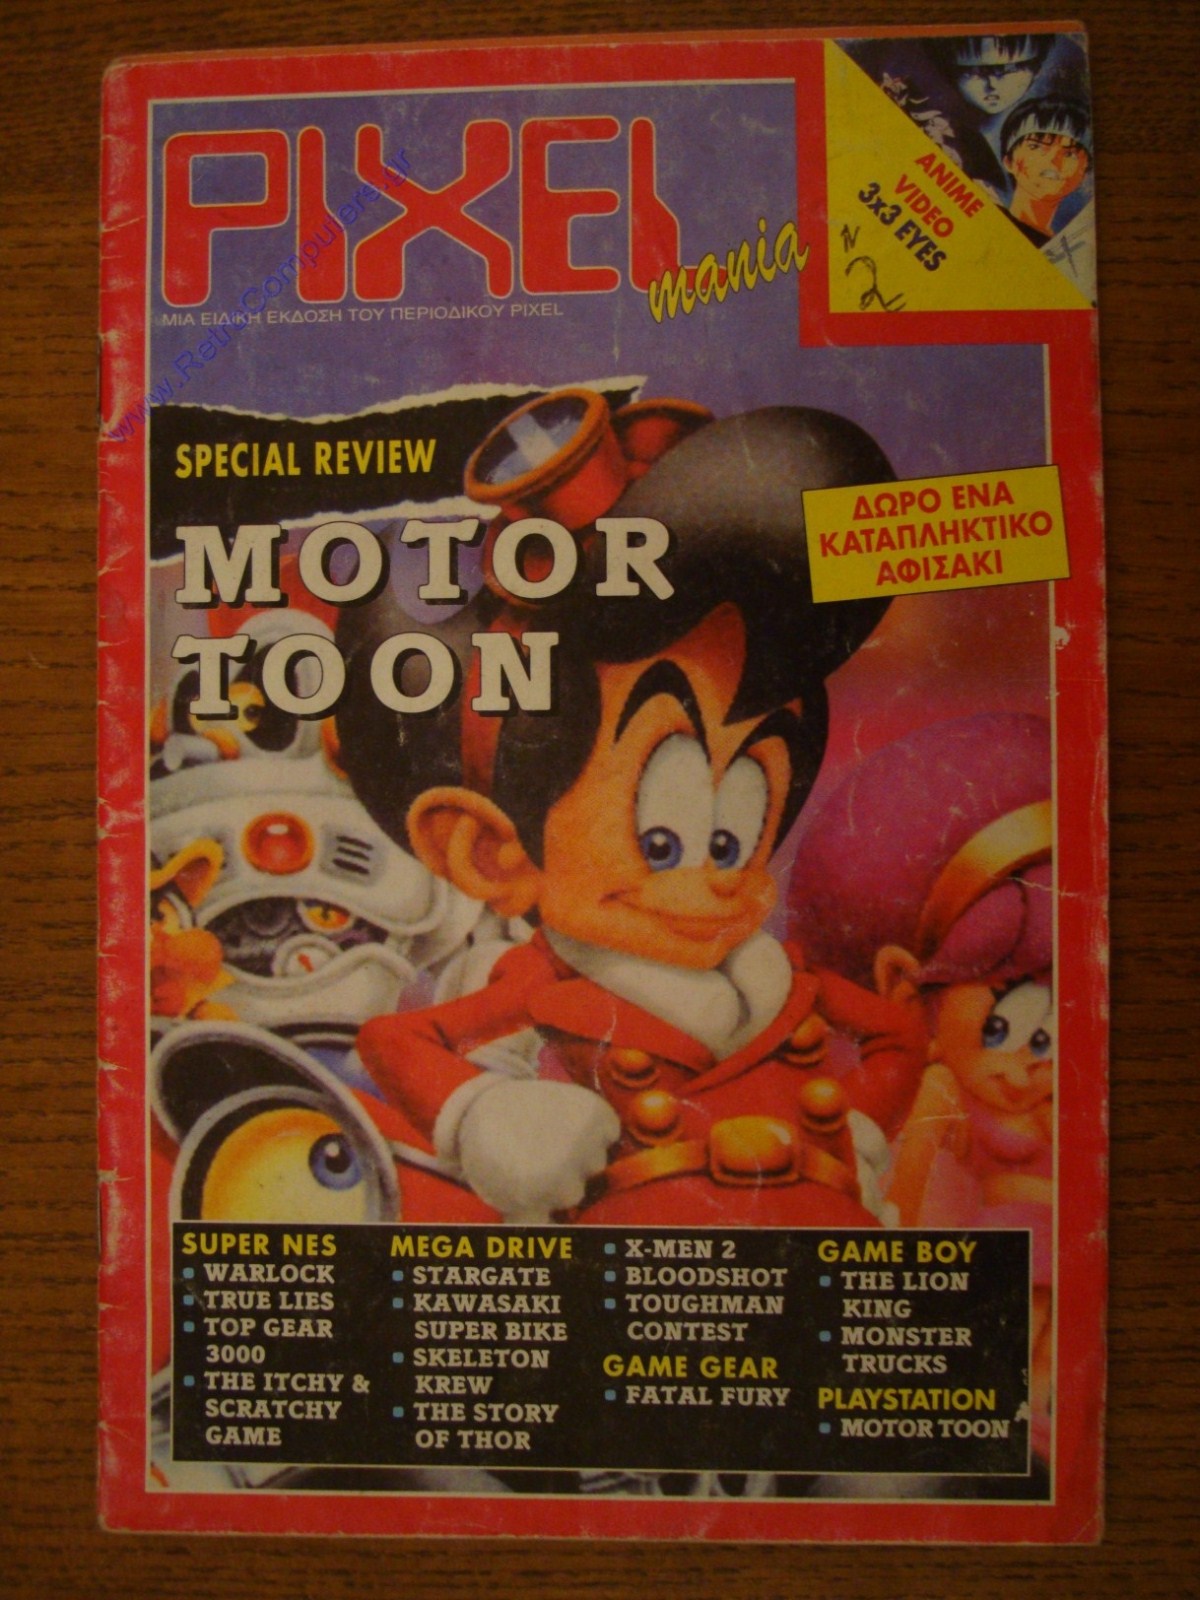 PIXEL
mania
ΜΙΑ ΕΙΔΙΚΗ ΕΚΔΟΣΗ ΤΟΥ ΠΕΡΙΟΔΙΚΟΥ PIXEL
www.RetroComputers.gr
ANIME
VIDEO
3x3 EYES
SPECIAL REVIEW
MOTOR
TOON
ΔΩΡΟ ΕΝΑ
ΚΑΤΑΠΛΗΚΤΙΚΟ
ΑΦΙΣΑΚΙ
SUPER NES
WARLOCK
TRUE LIES
TOP GEAR
3000
THE ITCHY &
SCRATCHY
GAME
MEGA DRIVE
STARGATE
KAWASAKI
SUPER BIKE
SKELETON
KREW
THE STORY
OF THOR
X-MEN 2
BLOODSHOT
TOUGHMAN
CONTEST
GAME GEAR
FATAL FURY
GAME BOY
THE LION
KING
MONSTER
TRUCKS
PLAYSTATION
MOTOR TOON